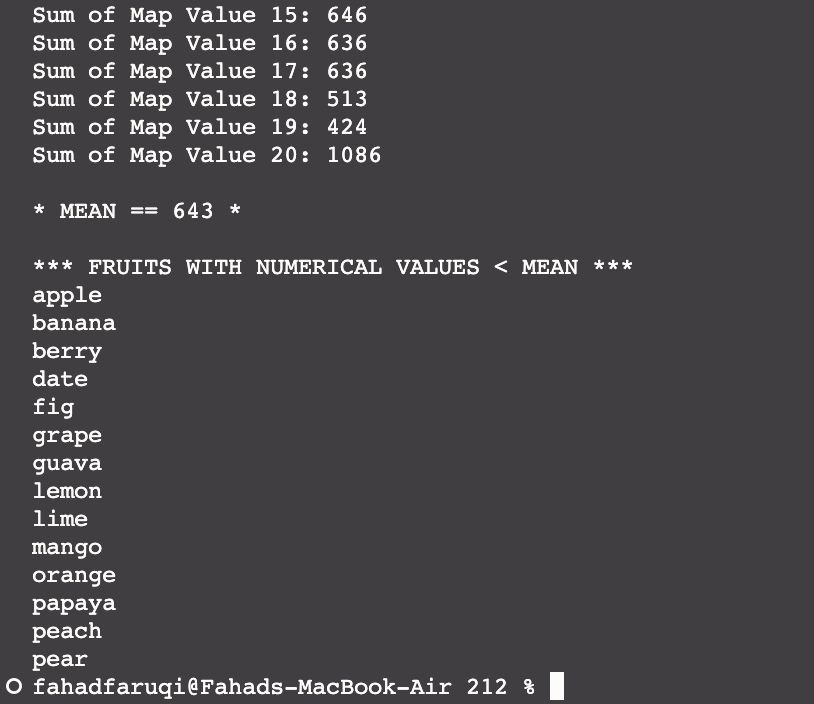 Sum of Map Value 15: 646
Sum of Map Value 16: 636
Sum of Map Value 17: 636
Sum of Map Value 18: 513
Sum of Map Value 19: 424
Sum of Map Value 20: 1086
* MEAN == 643 *
*** FRUITS WITH NUMERICAL VALUES < MEAN ***
apple
banana
berry
date
fig
grape
guava
lemon
lime
mango
orange
papaya
peach
pear
fahadfaruqi@Fahads-MacBook-Air 212 %